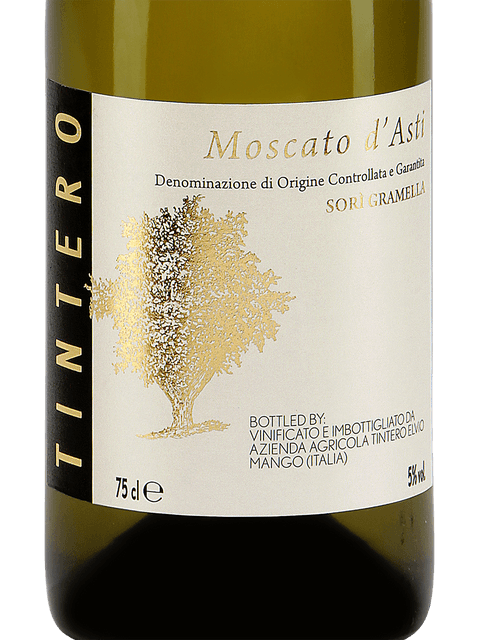 TINTERO
Moscato d'Asti
Denominazione di Origine Controllata e Garantita
SORÌ GRAMELLA
BOTTLED BY:
VINIFICATO E IMBOTTIGLIATO DA
AZIENDA AGRICOLA TINTERO ELVIO
MANGO (ITALIA)
75 cl e
5% vol.